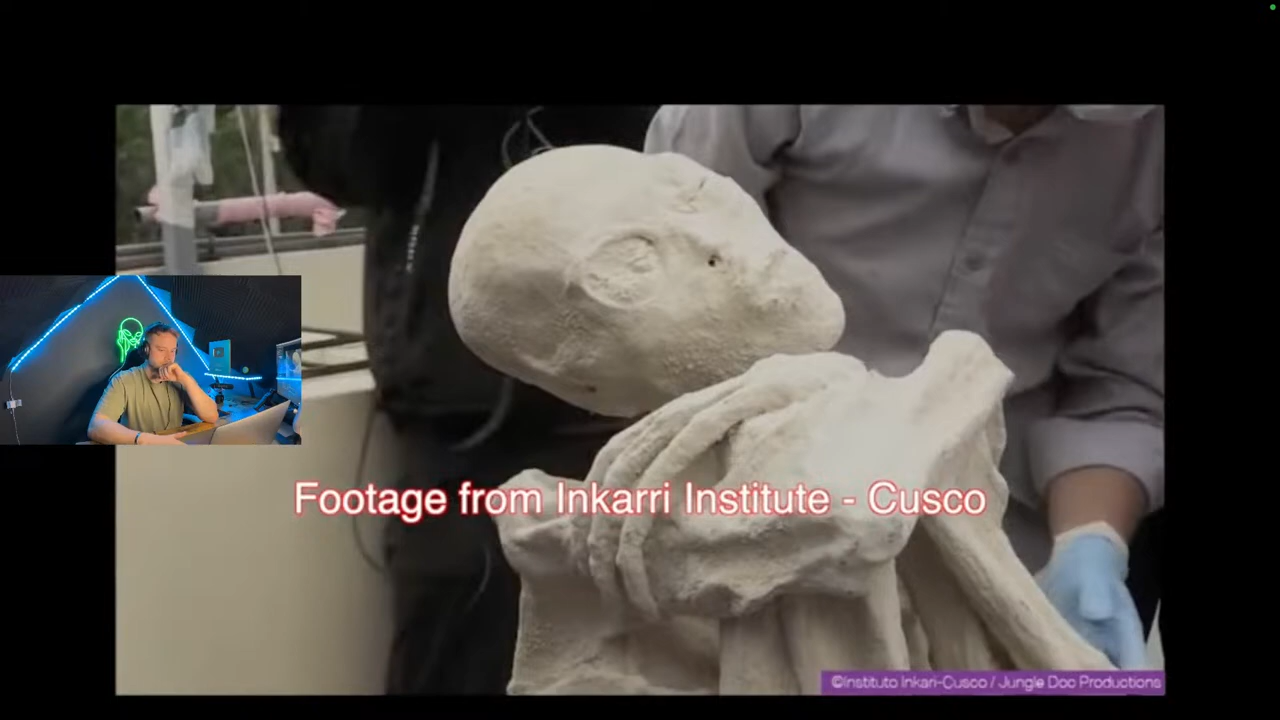 Footage from Inkarri Institute - Cusco
©Instituto Inkari-Cusco / Jungle Doc Productions